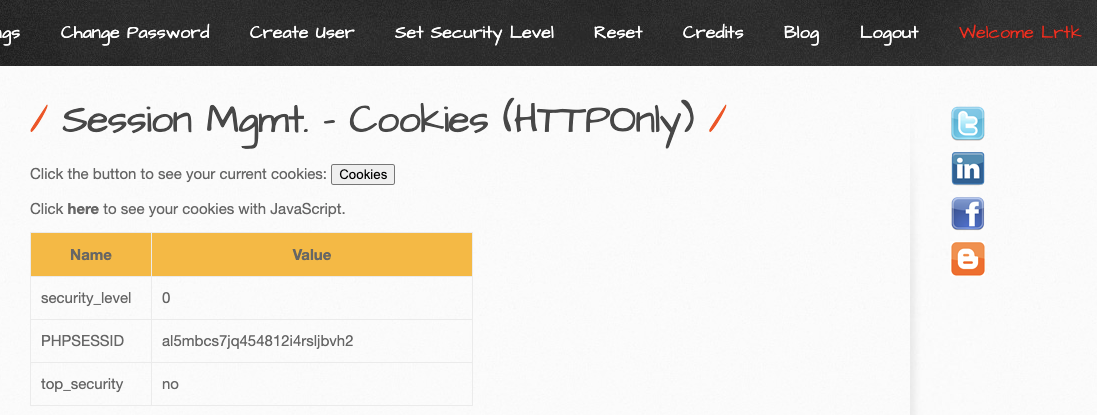 ngs Change Password Create User Set Security Level Reset Credits Blog Logout Welcome Lrtk
/ Session Mgmt. - Cookies (HTTPOnly) /
Click the button to see your current cookies: Cookies
Click here to see your cookies with JavaScript.
Name Value
security_level 0
PHPSESSID al5mbcs7jq454812i4rsljbvh2
top_security no